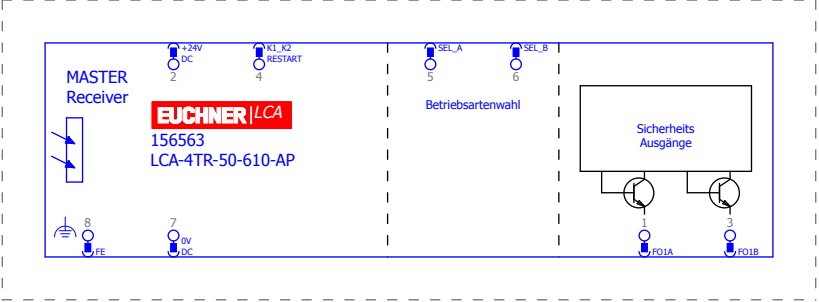 +24V
DC
2
K1_K2
RESTART
4
SEL_A
5
SEL_B
6
MASTER
Receiver
EUCHNER LCA
156563
LCA-4TR-50-610-AP
Betriebsartenwahl
Sicherheits
Ausgänge
8
FE
7
0V
DC
1
FO1A
3
FO1B